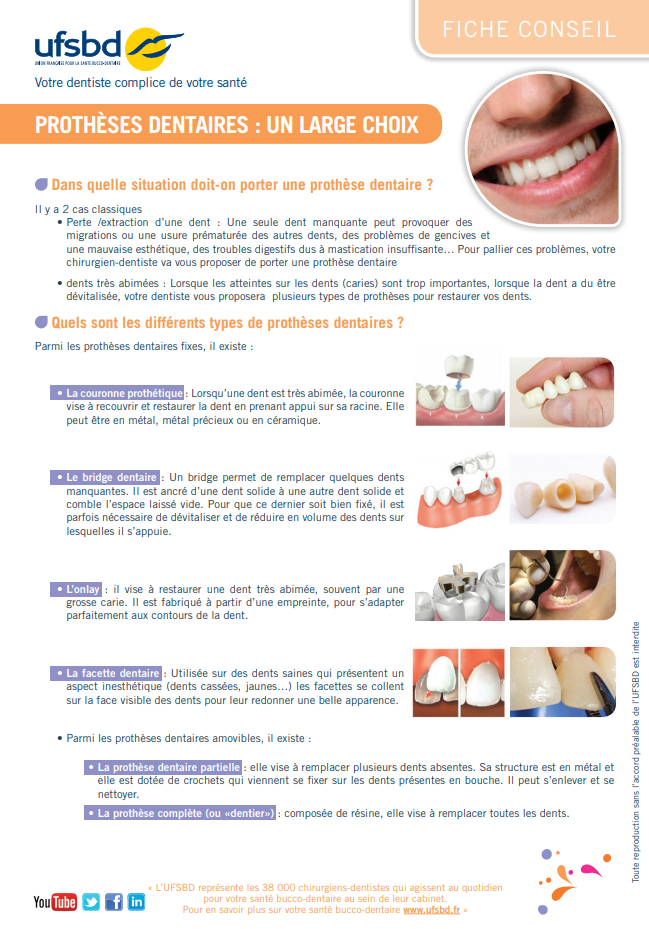 FICHE CONSEIL
ufsbd
UNION FRANÇAISE POUR LA SANTÉ BUCCO-DENTAIRE
Votre dentiste complice de votre santé
PROTHÈSES DENTAIRES : UN LARGE CHOIX
Dans quelle situation doit-on porter une prothèse dentaire ?
Il y a 2 cas classiques
• Perte /extraction d'une dent : Une seule dent manquante peut provoquer des
migrations ou une usure prématurée des autres dents, des problèmes de gencives et
une mauvaise esthétique, des troubles digestifs dus à mastication insuffisante… Pour pallier ces problèmes, votre
chirurgien-dentiste va vous proposer de porter une prothèse dentaire
• dents très abimées : Lorsque les atteintes sur les dents (caries) sont trop importantes, lorsque la dent a du être
dévitalisée, votre dentiste vous proposera plusieurs types de prothèses pour restaurer vos dents.
Quels sont les différents types de prothèses dentaires ?
Parmi les prothèses dentaires fixes, il existe :
• La couronne prothétique : Lorsqu'une dent est très abimée, la couronne
vise à recouvrir et restaurer la dent en prenant appui sur sa racine. Elle
peut être en métal, métal précieux ou en céramique.
• Le bridge dentaire : Un bridge permet de remplacer quelques dents
manquantes. Il est ancré d'une dent solide à une autre dent solide et
comble l'espace laissé vide. Pour que ce dernier soit bien fixé, il est
parfois nécessaire de dévitaliser et de réduire en volume des dents sur
lesquelles il s'appuie.
• L'onlay : il vise à restaurer une dent très abimée, souvent par une
grosse carie. Il est fabriqué à partir d'une empreinte, pour s'adapter
parfaitement aux contours de la dent.
• La facette dentaire : Utilisée sur des dents saines qui présentent un
aspect inesthétique (dents cassées, jaunes…) les facettes se collent
sur la face visible des dents pour leur redonner une belle apparence.
• Parmi les prothèses dentaires amovibles, il existe :
• La prothèse dentaire partielle : elle vise à remplacer plusieurs dents absentes. Sa structure est en métal et
elle est dotée de crochets qui viennent se fixer sur les dents présentes en bouche. Il peut s'enlever et se
nettoyer.
• La prothèse complète (ou «dentier») : composée de résine, elle vise à remplacer toutes les dents.
Toute reproduction sans l'accord préalable de l'UFSBD est interdite
YouTube
f
in
« L'UFSBD représente les 38 000 chirurgiens-dentistes qui agissent au quotidien
pour votre santé bucco-dentaire au sein de leur cabinet.
Pour en savoir plus sur votre santé bucco-dentaire www.ufsbd.fr »